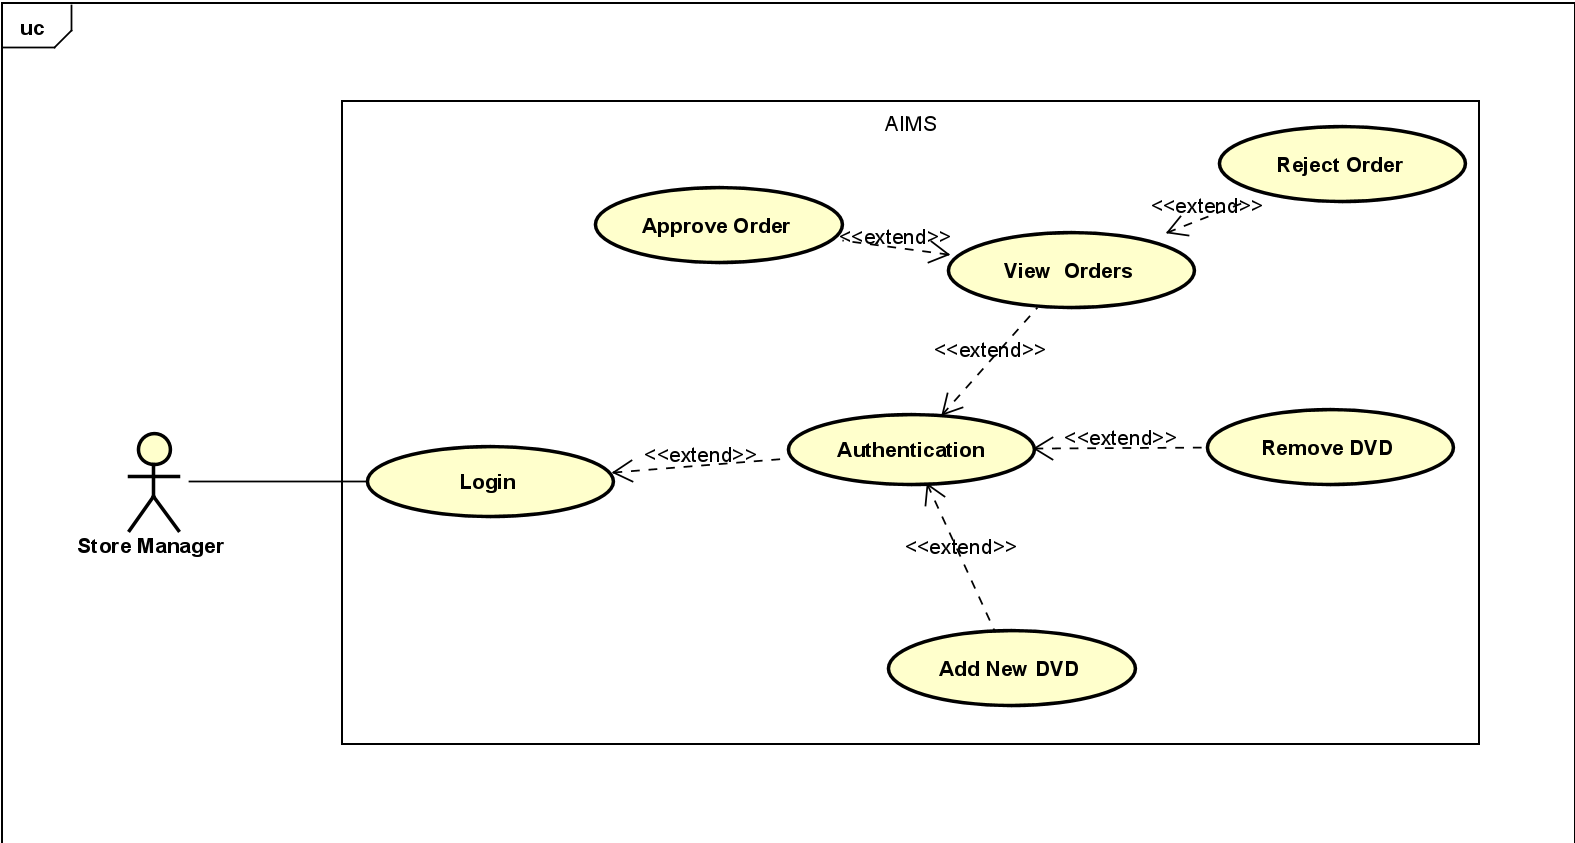 uc
AIMS
Reject Order
<<extend>>
Approve Order
<<extend>>
View Orders
<<extend>>
<<extend>>
Remove DVD
Authentication
<<extend>>
Login
Store Manager
<<extend>>
Add New DVD